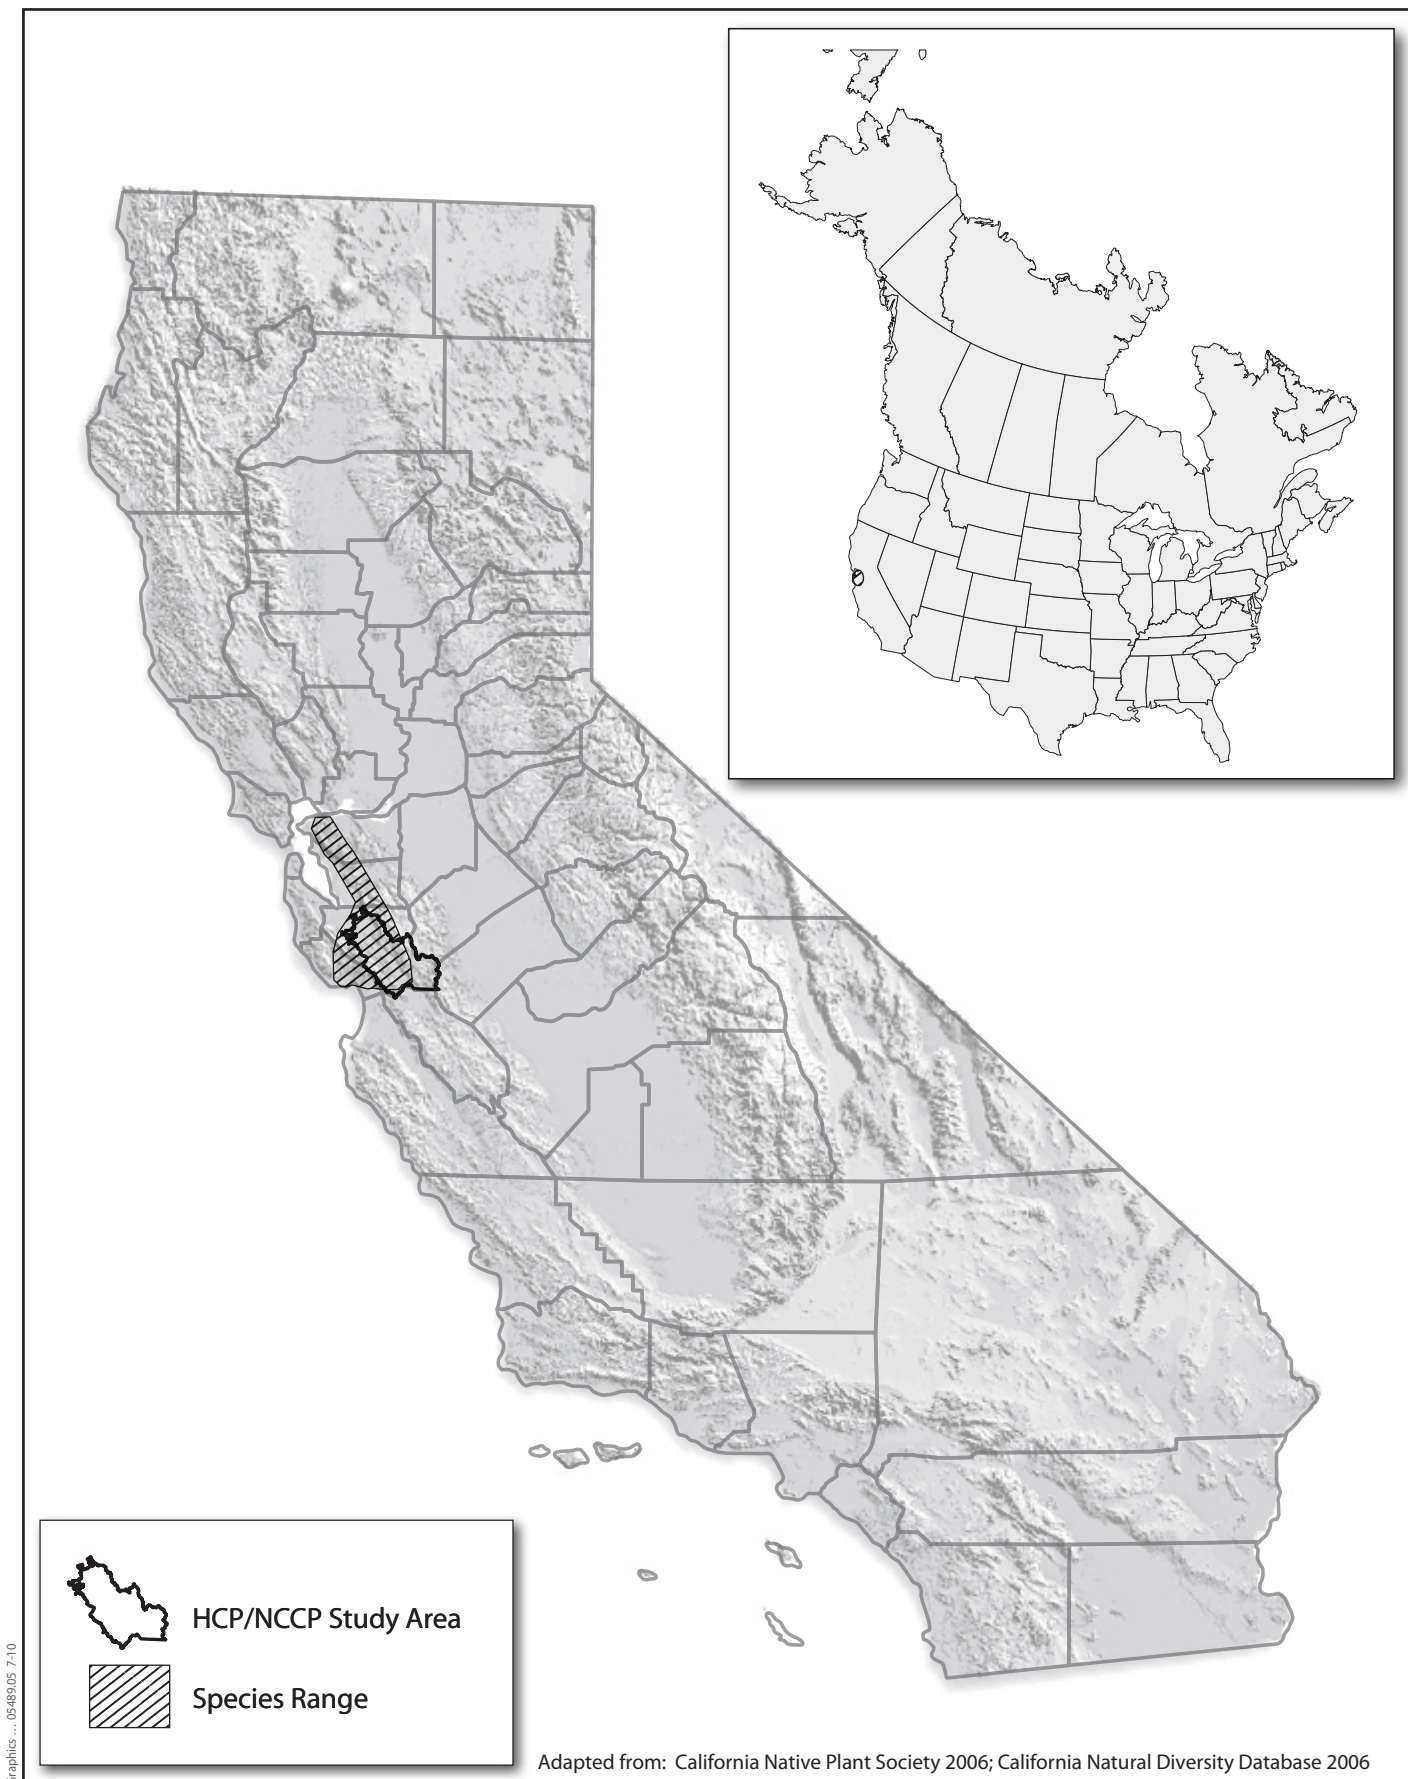 HCP/NCCP Study Area
Species Range
Adapted from: California Native Plant Society 2006; California Natural Diversity Database 2006
Graphics … 05489.05 7-10